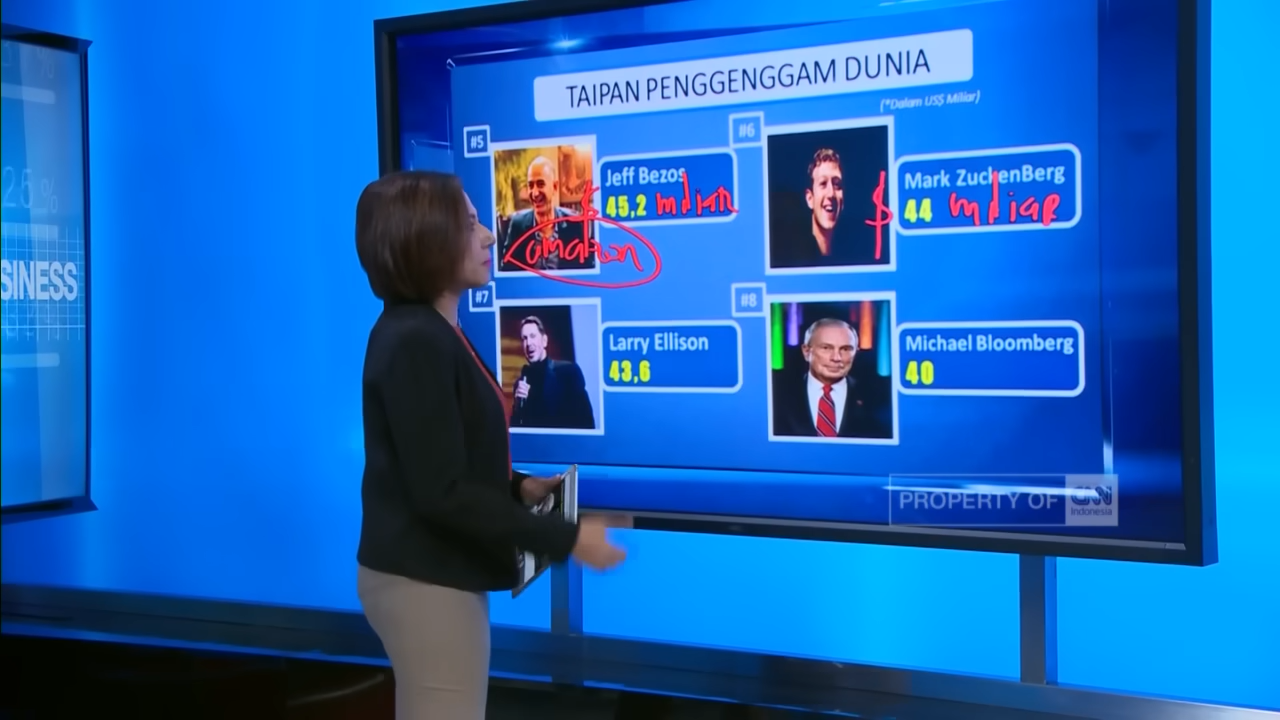 25 %
SINESS
TAIPAN PENGGENGGAM DUNIA
(*Dalam US$ Miliar)
#5
Jeff Bezos
$ 45,2 miliar
amazon
#6
Mark ZuckenBerg
$ 44 miliar
#7
Larry Ellison
43,6
#8
Michael Bloomberg
40
PROPERTY OF CNN Indonesia